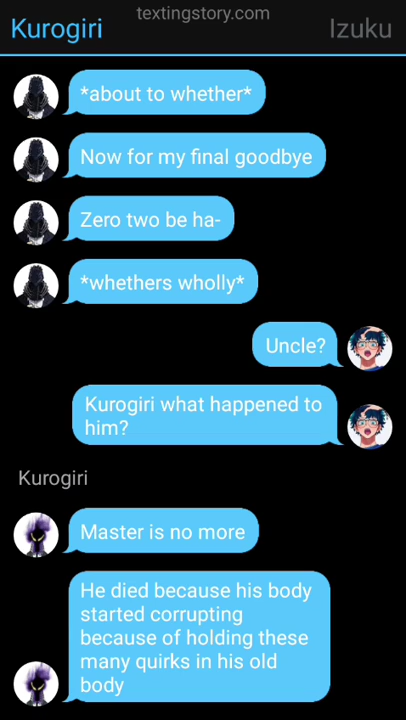 textingstory.com
Kurogiri
Izuku
*about to whether*
Now for my final goodbye
Zero two be ha-
*whethers wholly*
Uncle?
Kurogiri what happened to
him?
Kurogiri
Master is no more
He died because his body
started corrupting
because of holding these
many quirks in his old
body